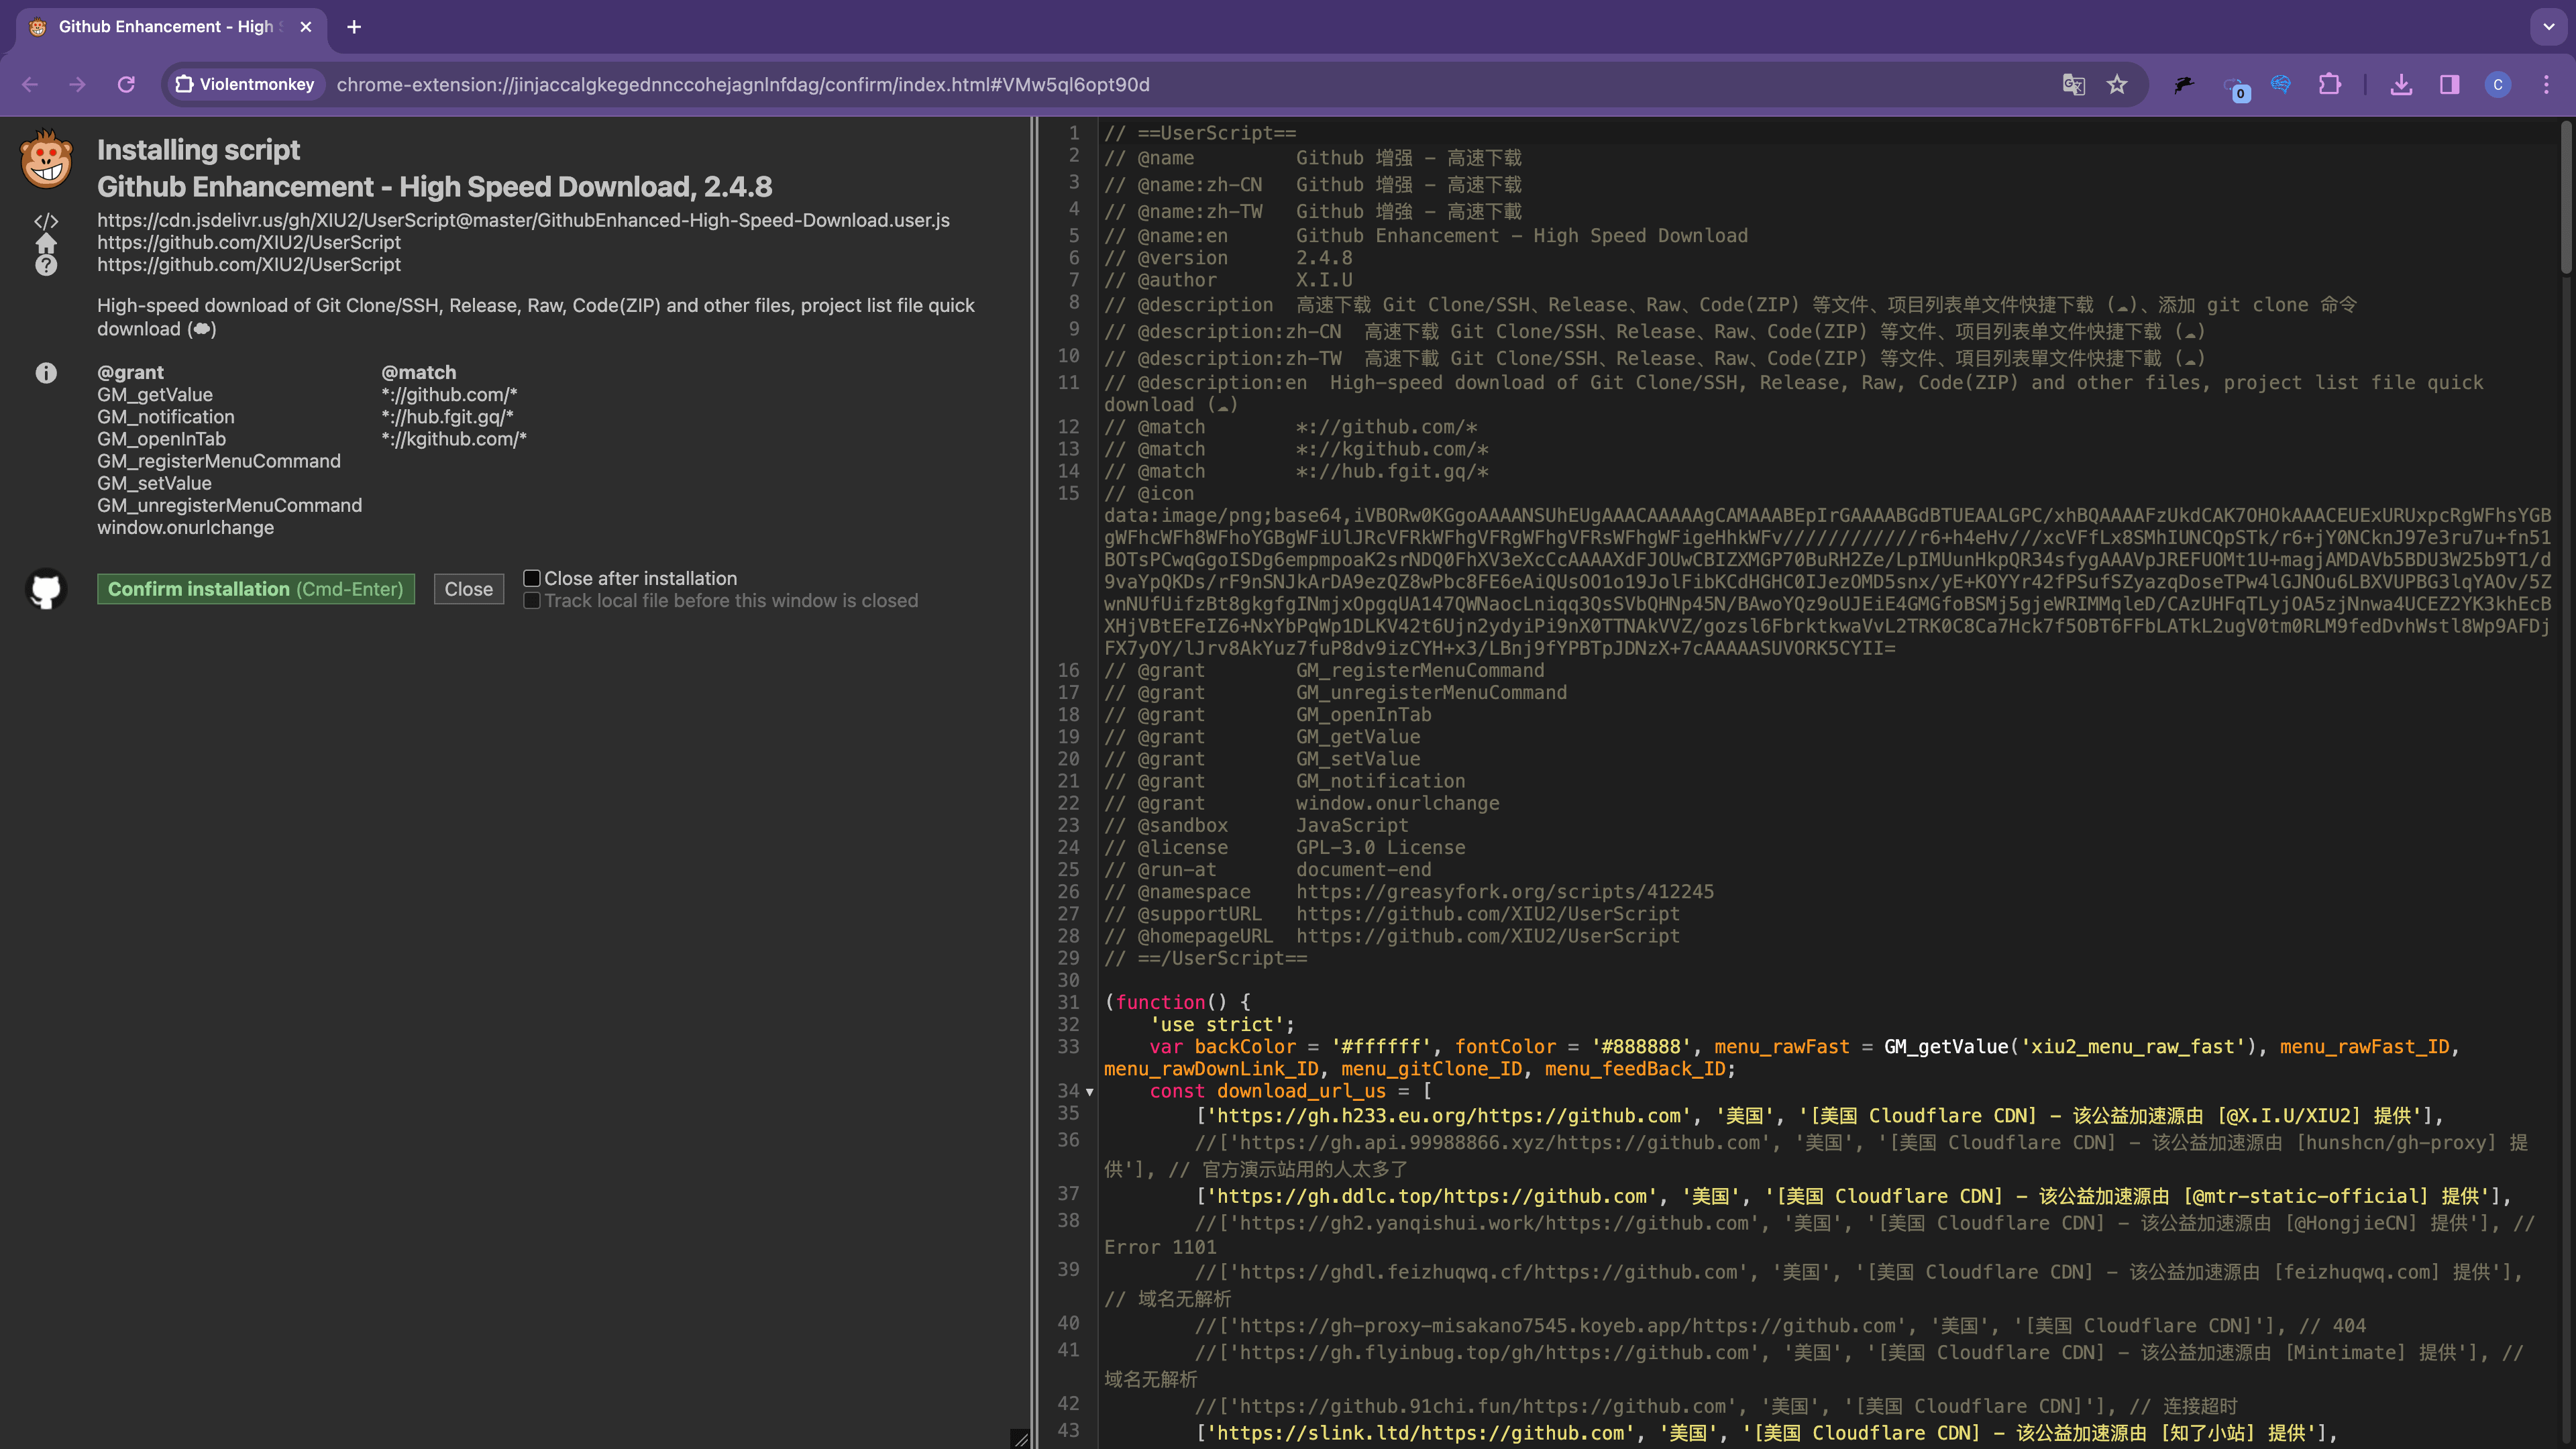 Github Enhancement - High S
Violentmonkey
chrome-extension://jinjaccalgkegednnccohejagnlnfdag/confirm/index.html#VMw5ql6opt90d
0
C
Installing script
Github Enhancement - High Speed Download, 2.4.8
https://cdn.jsdelivr.us/gh/XIU2/UserScript@master/GithubEnhanced-High-Speed-Download.user.js
https://github.com/XIU2/UserScript
https://github.com/XIU2/UserScript
High-speed download of Git Clone/SSH, Release, Raw, Code(ZIP) and other files, project list file quick
download (☁)
@grant
GM_getValue
GM_notification
GM_openInTab
GM_registerMenuCommand
GM_setValue
GM_unregisterMenuCommand
window.onurlchange
@match
*://github.com/*
*://hub.fgit.gq/*
*://kgithub.com/*
Confirm installation (Cmd-Enter)
Close
Close after installation
Track local file before this window is closed
1 // ==UserScript==
2 // @name Github 增强 - 高速下载
3 // @name:zh-CN Github 增强 - 高速下载
4 // @name:zh-TW Github 增強 - 高速下載
5 // @name:en Github Enhancement - High Speed Download
6 // @version 2.4.8
7 // @author X.I.U
8 // @description 高速下载 Git Clone/SSH、Release、Raw、Code(ZIP) 等文件、项目列表单文件快捷下载 (☁)、添加 git clone 命令
9 // @description:zh-CN 高速下载 Git Clone/SSH、Release、Raw、Code(ZIP) 等文件、项目列表单文件快捷下载 (☁)
10 // @description:zh-TW 高速下載 Git Clone/SSH、Release、Raw、Code(ZIP) 等文件、項目列表單文件快捷下載 (☁)
11 // @description:en High-speed download of Git Clone/SSH, Release, Raw, Code(ZIP) and other files, project list file quick
download (☁)
12 // @match *://github.com/*
13 // @match *://kgithub.com/*
14 // @match *://hub.fgit.gq/*
15 // @icon
16 // @grant GM_registerMenuCommand
17 // @grant GM_unregisterMenuCommand
18 // @grant GM_openInTab
19 // @grant GM_getValue
20 // @grant GM_setValue
21 // @grant GM_notification
22 // @grant window.onurlchange
23 // @sandbox JavaScript
24 // @license GPL-3.0 License
25 // @run-at document-end
26 // @namespace https://greasyfork.org/scripts/412245
27 // @supportURL https://github.com/XIU2/UserScript
28 // @homepageURL https://github.com/XIU2/UserScript
29 // ==/UserScript==
30
31 (function() {
32 'use strict';
33 var backColor = '#ffffff', fontColor = '#888888', menu_rawFast = GM_getValue('xiu2_menu_raw_fast'), menu_rawFast_ID,
menu_rawDownLink_ID, menu_gitClone_ID, menu_feedBack_ID;
34 const download_url_us = [
35 ['https://gh.h233.eu.org/https://github.com', '美国', '[美国 Cloudflare CDN] - 该公益加速源由 [@X.I.U/XIU2] 提供'],
36 //['https://gh.api.99988866.xyz/https://github.com', '美国', '[美国 Cloudflare CDN] - 该公益加速源由 [hunshcn/gh-proxy] 提
供'], // 官方演示站用的人太多了
37 ['https://gh.ddlc.top/https://github.com', '美国', '[美国 Cloudflare CDN] - 该公益加速源由 [@mtr-static-official] 提供'],
38 //['https://gh2.yanqishui.work/https://github.com', '美国', '[美国 Cloudflare CDN] - 该公益加速源由 [@HongjieCN] 提供'], //
Error 1101
39 //['https://ghdl.feizhuqwq.cf/https://github.com', '美国', '[美国 Cloudflare CDN] - 该公益加速源由 [feizhuqwq.com] 提供'],
// 域名无解析
40 //['https://gh-proxy-misakano7545.koyeb.app/https://github.com', '美国', '[美国 Cloudflare CDN]'], // 404
41 //['https://gh.flyinbug.top/gh/https://github.com', '美国', '[美国 Cloudflare CDN] - 该公益加速源由 [Mintimate] 提供'], //
域名无解析
42 //['https://github.91chi.fun/https://github.com', '美国', '[美国 Cloudflare CDN]'], // 连接超时
43 ['https://slink.ltd/https://github.com', '美国', '[美国 Cloudflare CDN] - 该公益加速源由 [知了小站] 提供'],